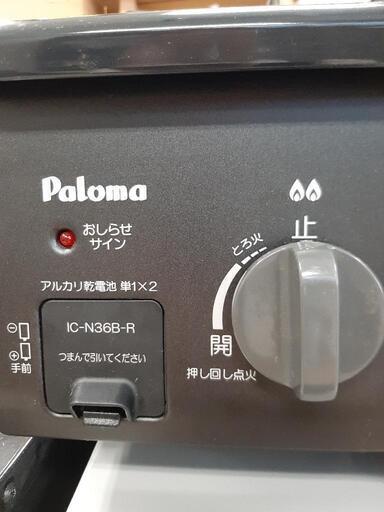 Paloma
おしらせ
サイン
アルカリ乾電池 単1×2
IC-N36B-R
つまんで引いてください
⊖
⊕
手前
止
とろ火
開
押し回し点火